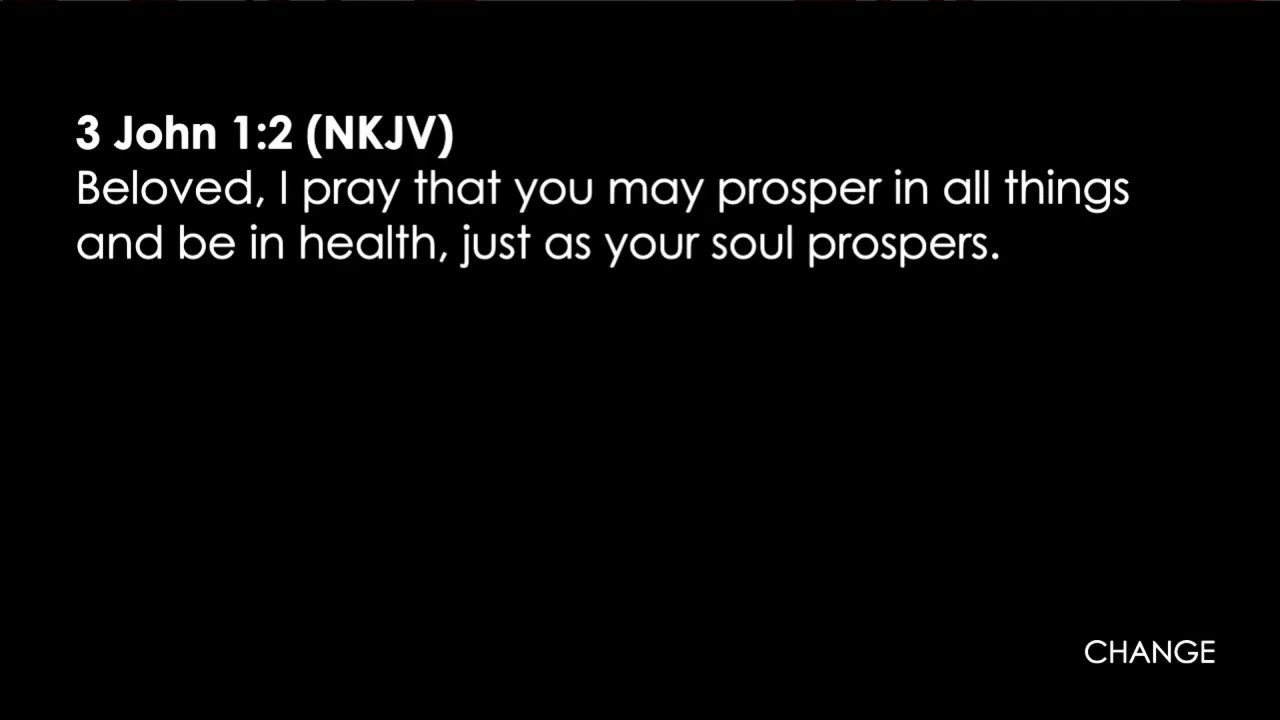 3 John 1:2 (NKJV)
Beloved, I pray that you may prosper in all things
and be in health, just as your soul prospers.
CHANGE